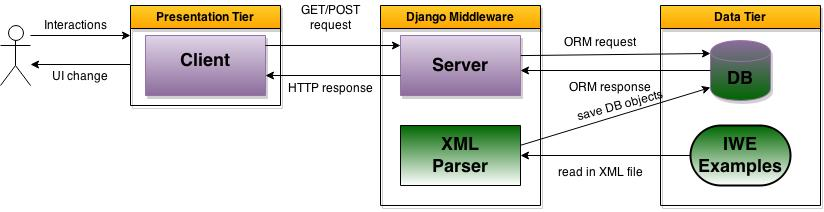 Presentation Tier
GET/POST
request
Django Middleware
Data Tier
Interactions
Client
Server
ORM request
DB
UI change
HTTP response
ORM response
save DB objects
XML
Parser
IWE
Examples
read in XML file